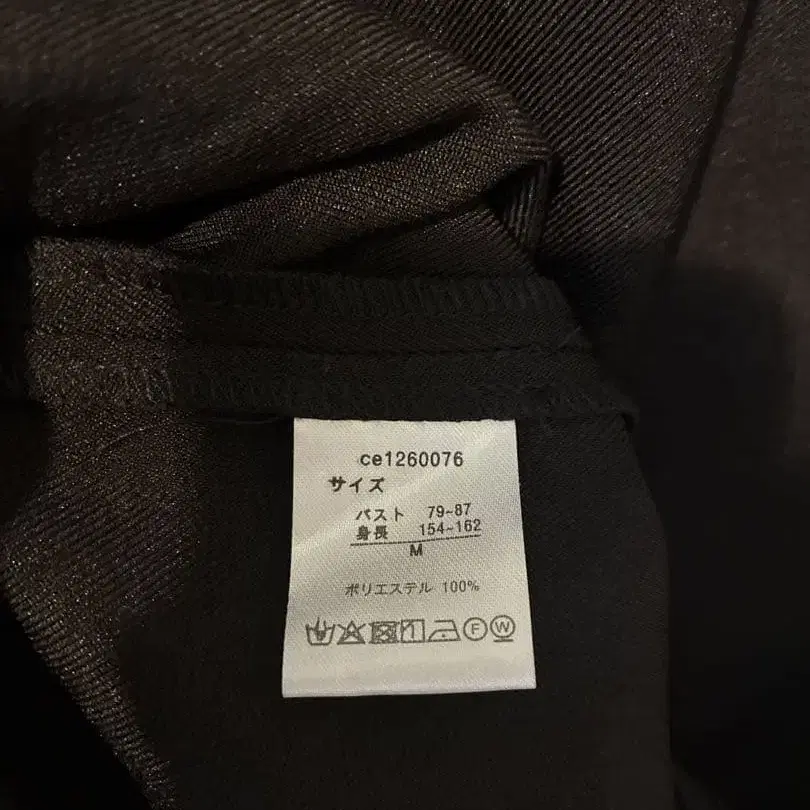 ce1260076
サイズ
バスト 79-87
身長 154-162
M
ポリエステル 100%
F W